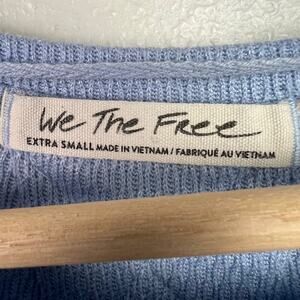 We The Free
EXTRA SMALL MADE IN VIETNAM / FABRIQUÉ AU VIETNAM